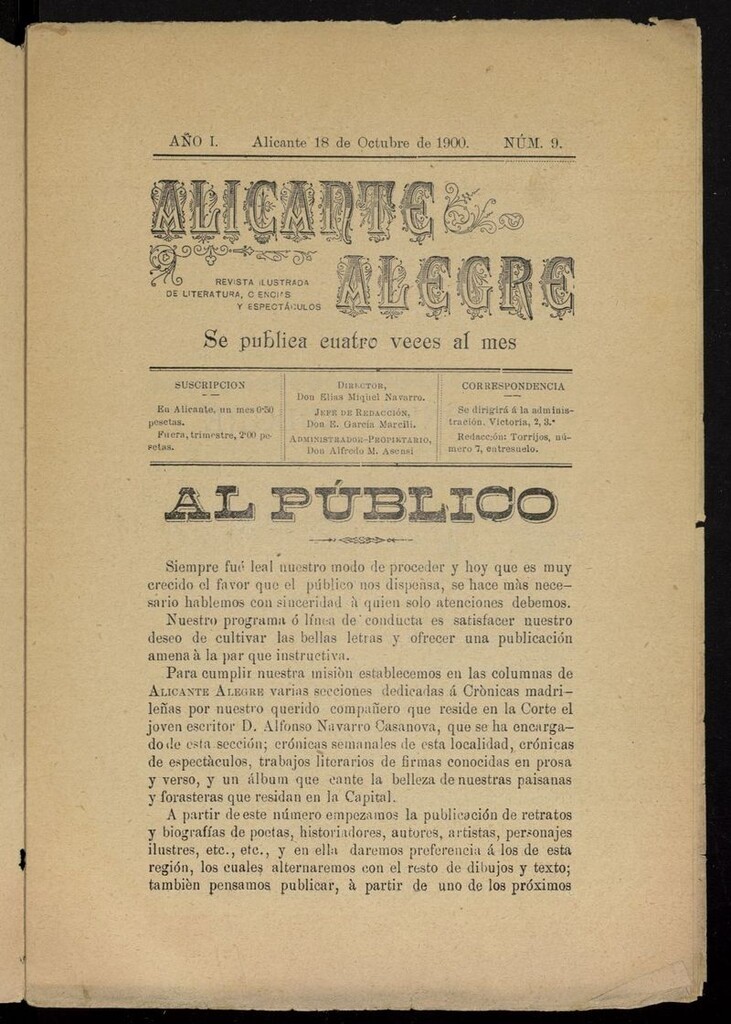 AÑO I. Alicante 18 de Octubre de 1900. NÚM. 9.
ALICANTE
ALEGRE
REVISTA ILUSTRADA
DE LITERATURA, CIENCIAS
Y ESPECTÁCULOS
Se publica cuatro veces al mes
SUSCRIPCION
En Alicante, un mes 0'50
pesetas.
Fuera, trimestre, 2'00 pe-
setas.
DIRECTOR,
Don Elias Miquel Navarro.
JEFE DE REDACCIÓN,
Don E. García Marcili.
ADMINISTRADOR-PROPIETARIO,
Don Alfredo M. Asensi
CORRESPONDENCIA
Se dirigirá á la adminis-
tración. Victoria, 2, 3.º
Redacción: Torrijos, nú-
mero 7, entresuelo.
AL PÚBLICO
Siempre fué leal nuestro modo de proceder y hoy que es muy
crecido el favor que el público nos dispensa, se hace màs nece-
sario hablemos con sinceridad à quien solo atenciones debemos.
Nuestro programa ó línea de conducta es satisfacer nuestro
deseo de cultivar las bellas letras y ofrecer una publicación
amena à la par que instructiva.
Para cumplir nuestra misiòn establecemos en las columnas de
ALICANTE ALEGRE varias secciones dedicadas á Crònicas madri-
leñas por nuestro querido compañero que reside en la Corte el
joven escritor D. Alfonso Navarro Casanova, que se ha encarga-
do de esta sección; crónicas semanales de esta localidad, crónicas
de espectàculos, trabajos literarios de firmas conocidas en prosa
y verso, y un álbum que cante la belleza de nuestras paisanas
y forasteras que residan en la Capital.
A partir de este número empezamos la publicación de retratos
y biografías de poetas, historiadores, autores, artistas, personajes
ilustres, etc., etc., y en ella daremos preferencia á los de esta
región, los cuales alternaremos con el resto de dibujos y texto;
tambièn pensamos publicar, à partir de uno de los próximos